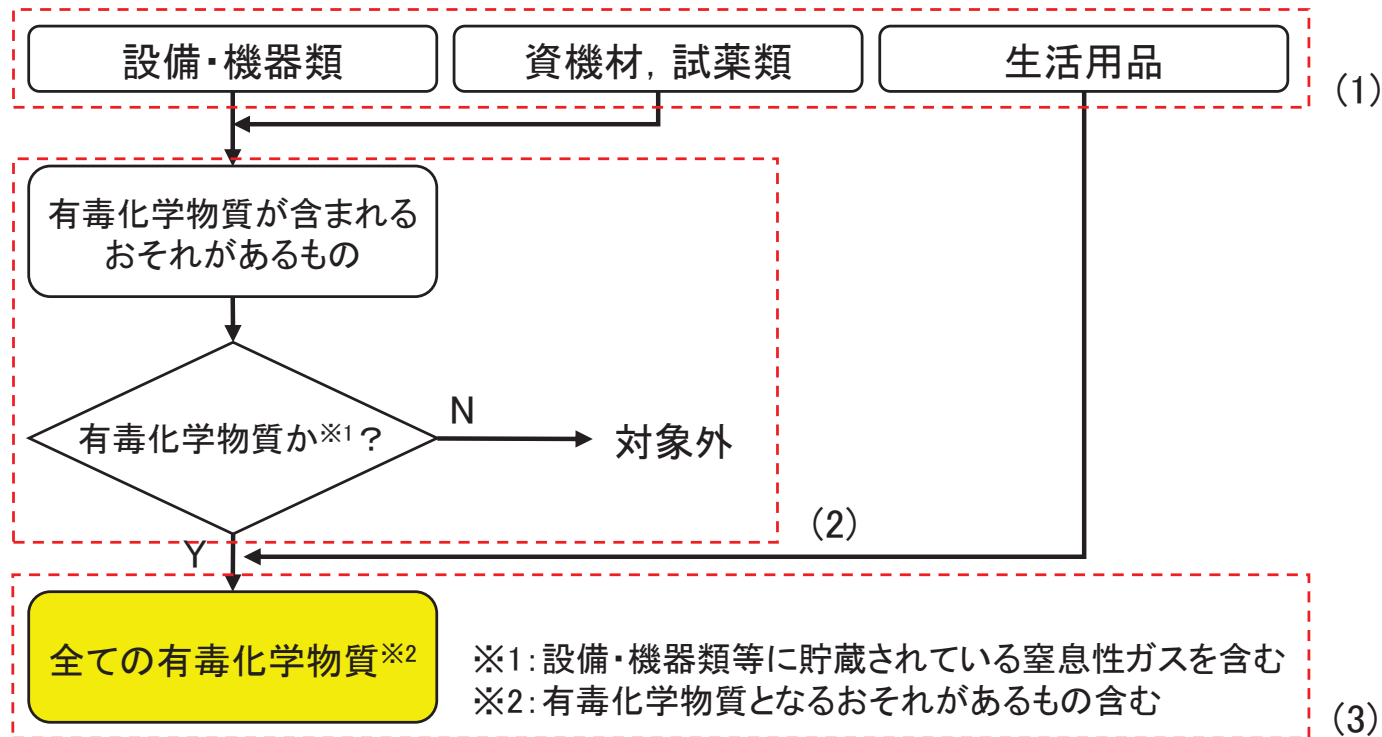 設備・機器類
資機材，試薬類
生活用品
(1)
有毒化学物質が含まれる
おそれがあるもの
有毒化学物質か※1？
N
対象外
(2)
Y
全ての有毒化学物質※2
※1：設備・機器類等に貯蔵されている窒息性ガスを含む
※2：有毒化学物質となるおそれがあるもの含む
(3)